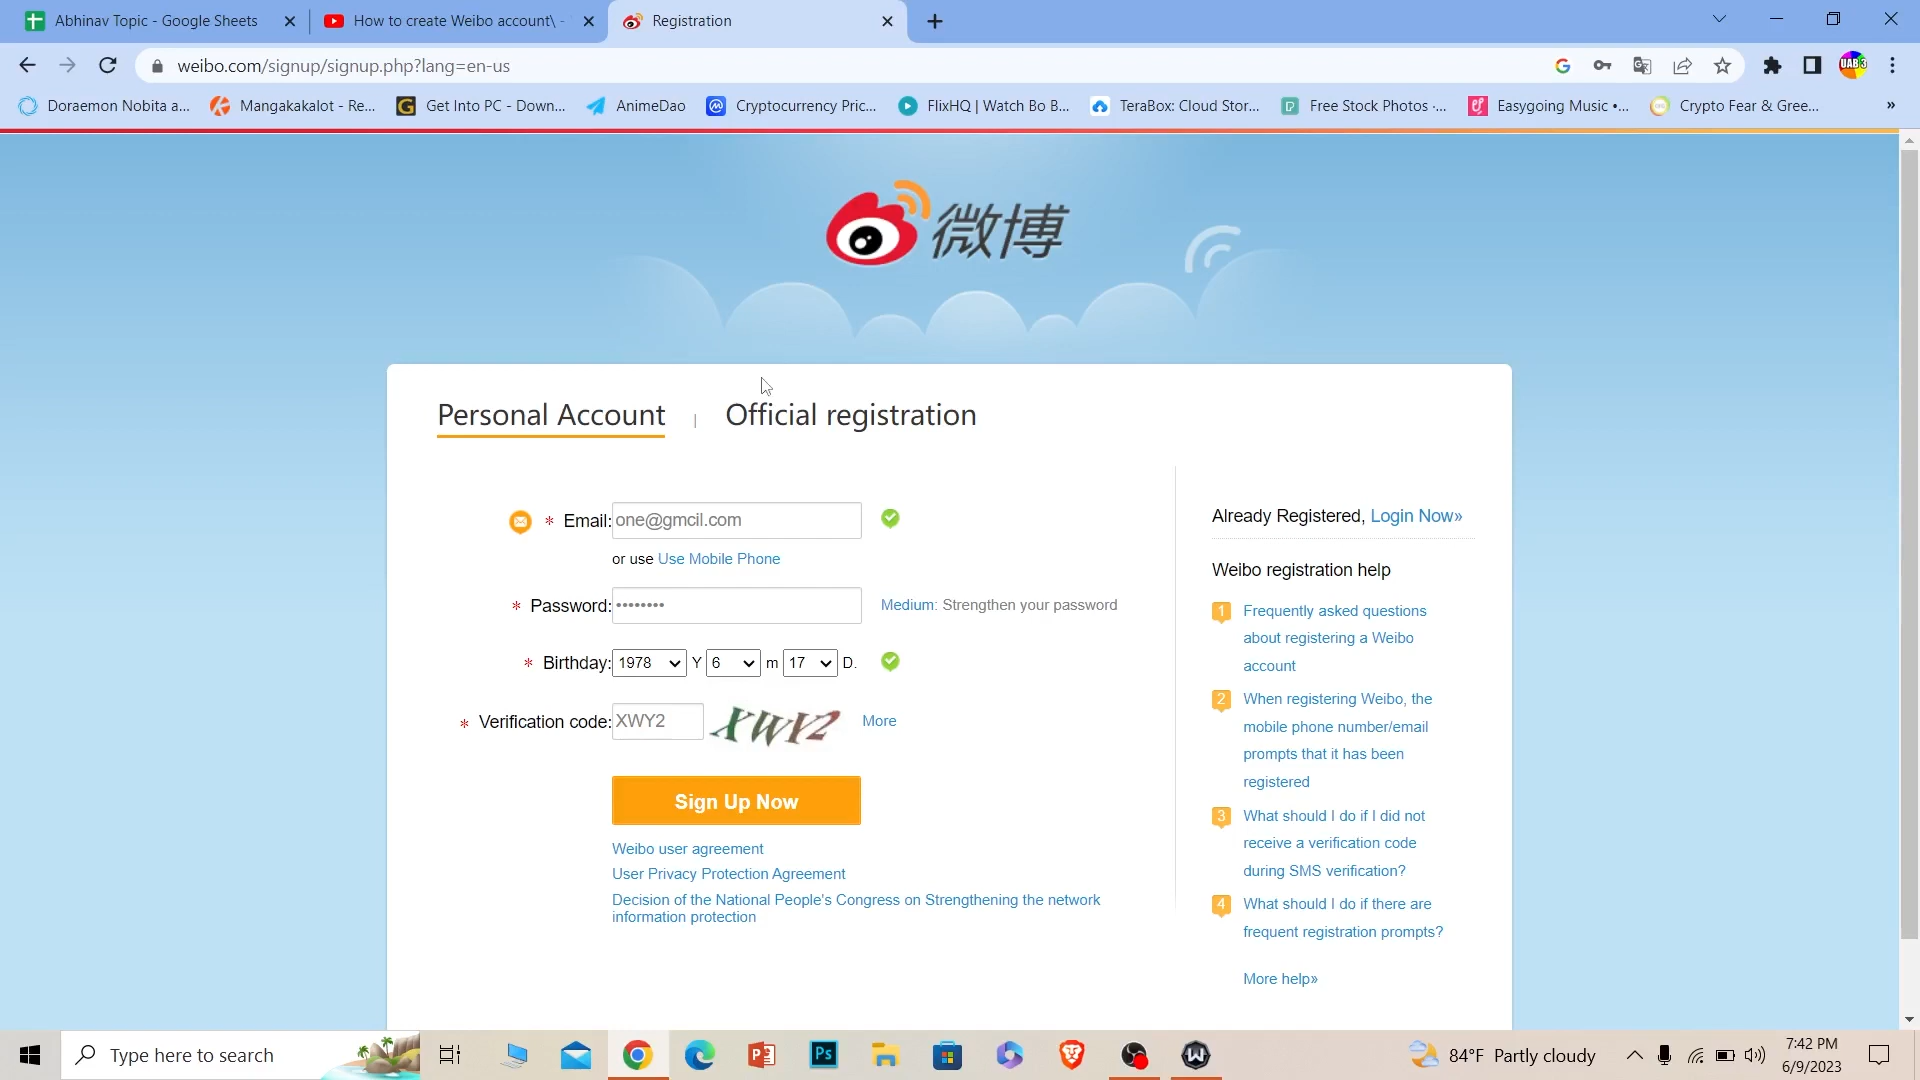 Abhinav Topic - Google Sheets
How to create Weibo account\ -
Registration
weibo.com/signup/signup.php?lang=en-us
UAB 3
Doraemon Nobita a...
Mangakakalot - Re...
Get Into PC - Down...
AnimeDao
Cryptocurrency Pric...
FlixHQ | Watch Bo B...
TeraBox: Cloud Stor...
Free Stock Photos ·...
Easygoing Music •...
Crypto Fear & Gree...
»
微博
Personal Account | Official registration
* Email: one@gmcil.com
or use Use Mobile Phone
* Password: •••••••• Medium: Strengthen your password
* Birthday: 1978 Y 6 m 17 D.
* Verification code: XWY2 XWY2 More
Sign Up Now
Weibo user agreement
User Privacy Protection Agreement
Decision of the National People's Congress on Strengthening the network
information protection
Already Registered, Login Now»
Weibo registration help
1 Frequently asked questions
about registering a Weibo
account
2 When registering Weibo, the
mobile phone number/email
prompts that it has been
registered
3 What should I do if I did not
receive a verification code
during SMS verification?
4 What should I do if there are
frequent registration prompts?
More help»
Type here to search
84°F Partly cloudy
7:42 PM
6/9/2023